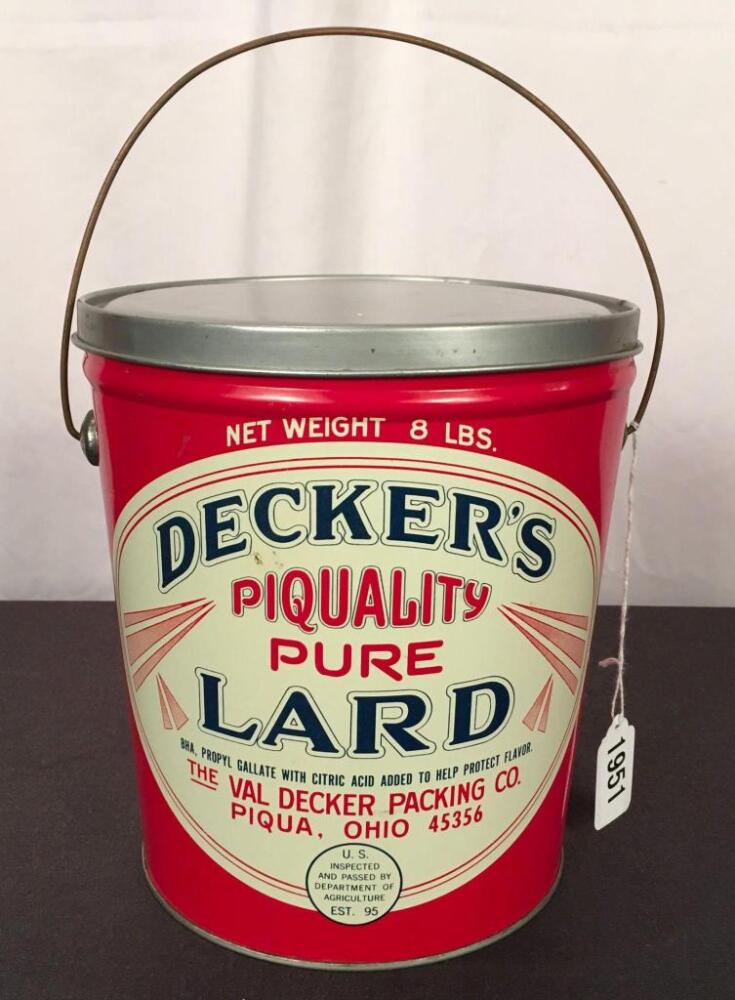 NET WEIGHT 8 LBS.
DECKER'S
PIQUALITY
PURE
LARD
BHA, PROPYL GALLATE WITH CITRIC ACID ADDED TO HELP PROTECT FLAVOR.
THE VAL DECKER PACKING CO.
PIQUA, OHIO 45356
U. S.
INSPECTED
AND PASSED BY
DEPARTMENT OF
AGRICULTURE
EST. 95
1951